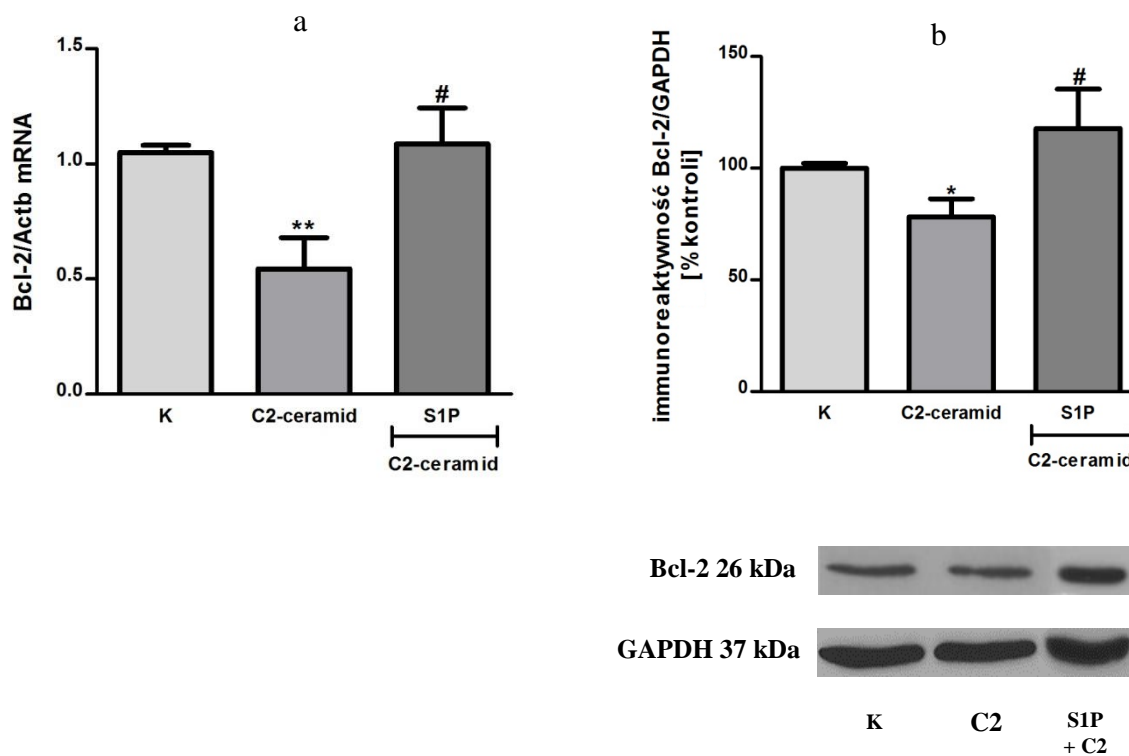 a
1.5
1.0
0.5
0.0
Bcl-2/Actb mRNA
**
#
K
C2-ceramid
S1P
C2-ceramid
b
150
100
50
0
immunoreaktywność Bcl-2/GAPDH
[% kontroli]
*
#
K
C2-ceramid
S1P
C2-ceramid
Bcl-2 26 kDa
GAPDH 37 kDa
K
C2
S1P
+ C2